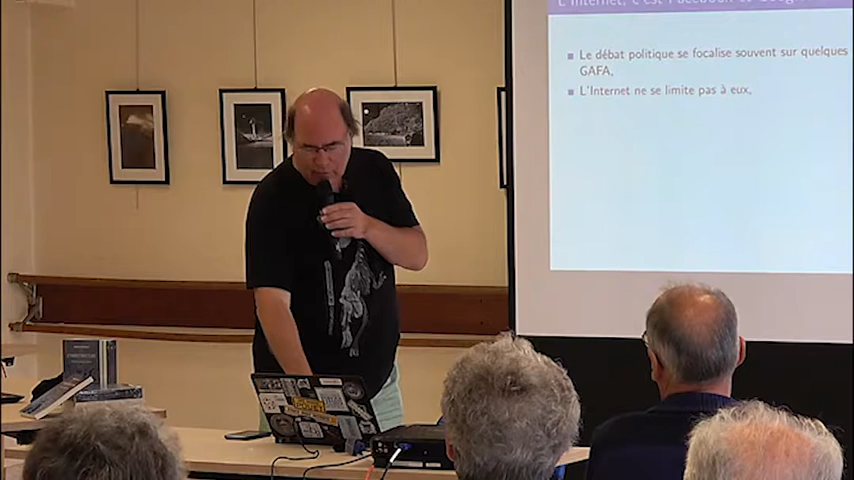 L'Internet, c'est Facebook et Google
Le débat politique se focalise souvent sur quelques
GAFA,
L'Internet ne se limite pas à eux,